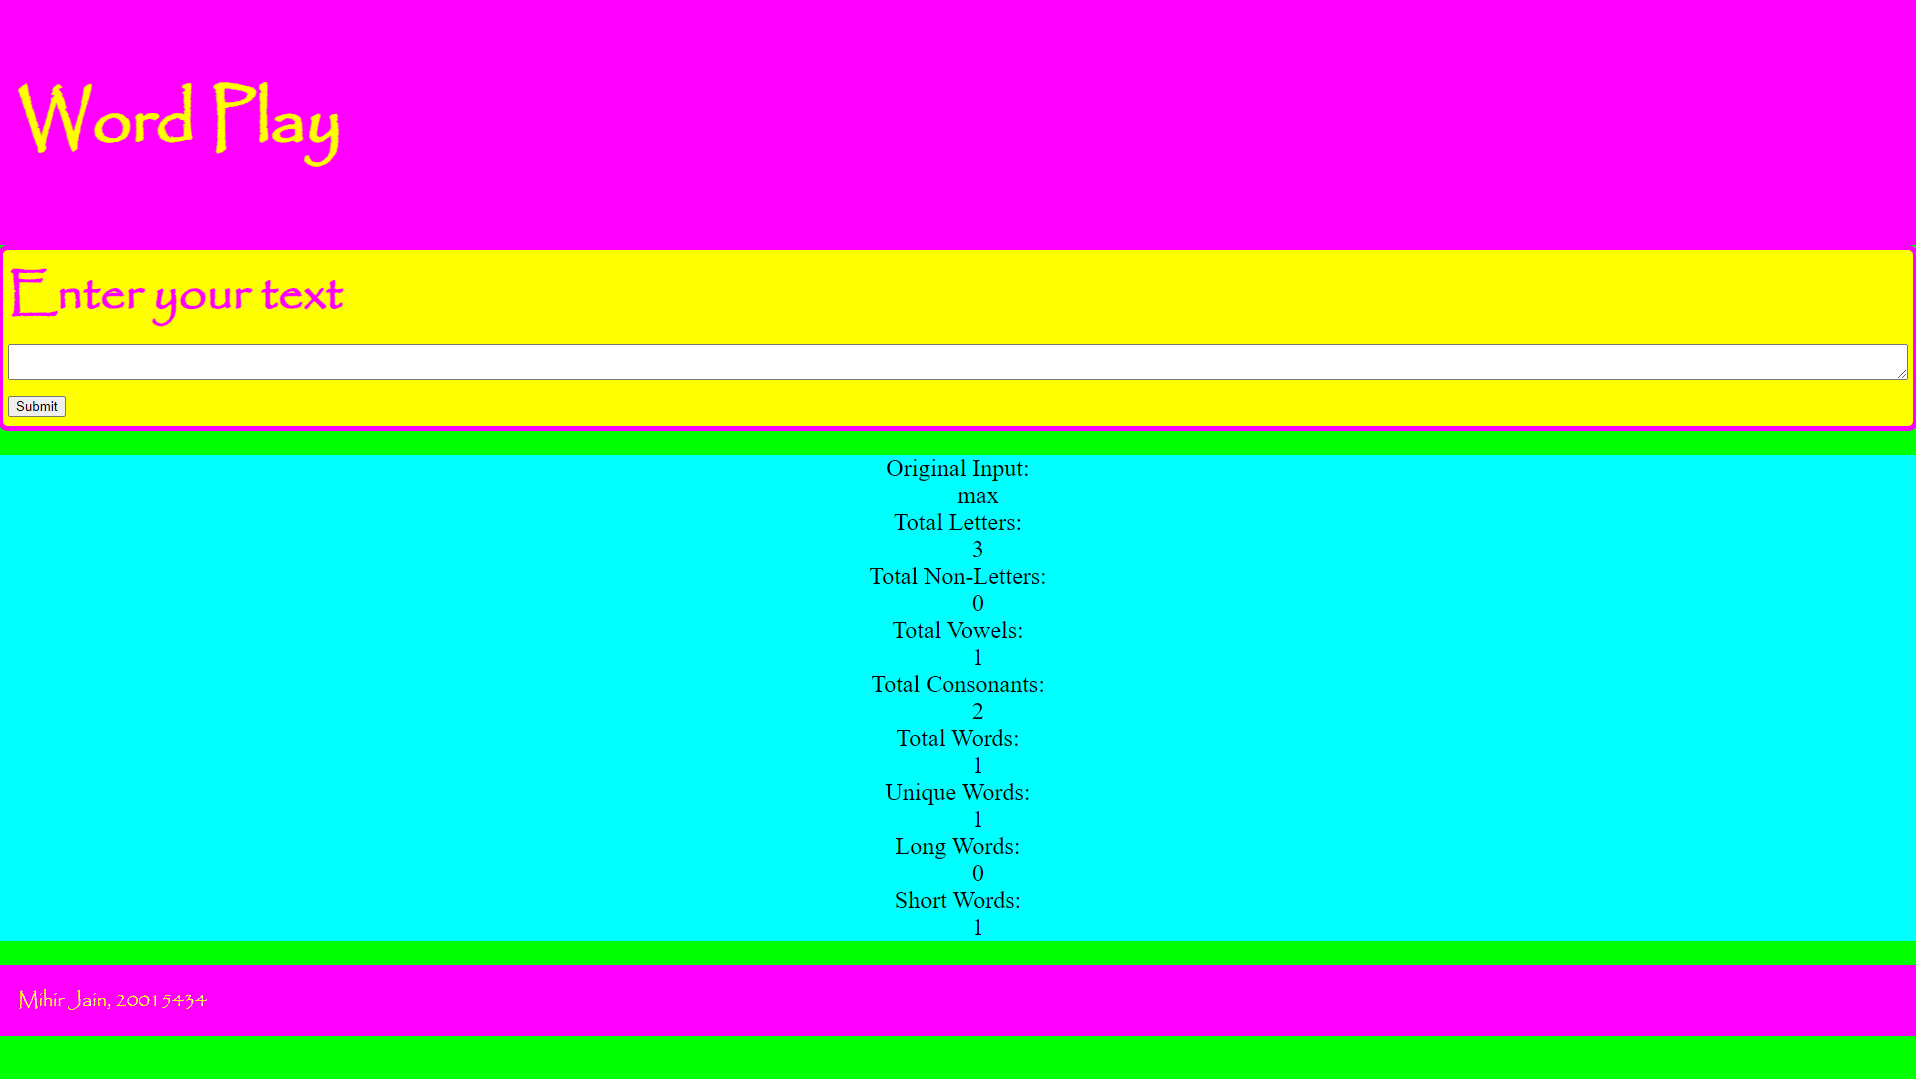 Word Play
Enter your text
Submit
Original Input:
max
Total Letters:
3
Total Non-Letters:
0
Total Vowels:
1
Total Consonants:
2
Total Words:
1
Unique Words:
1
Long Words:
0
Short Words:
1
Mihir Jain, 20015434